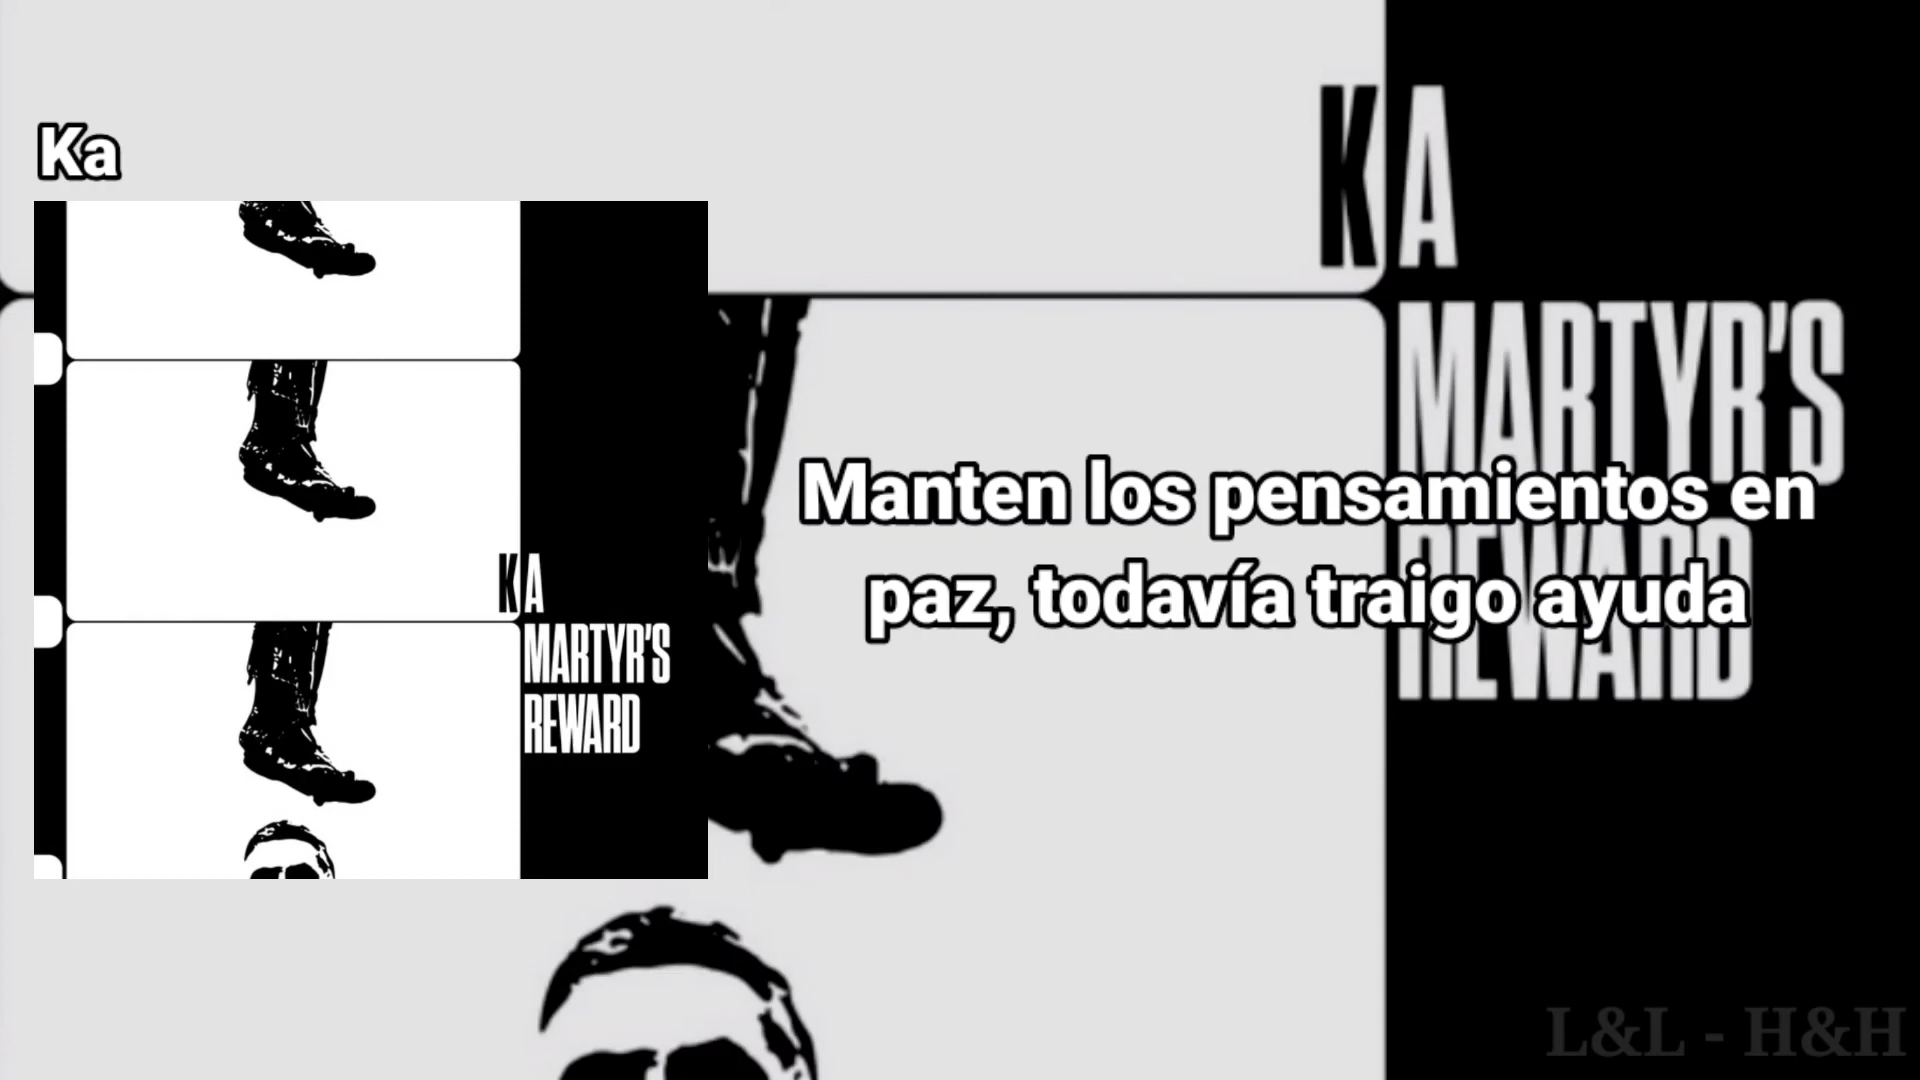 Ka
KA
MARTYR'S
REWARD
KA
MARTYR'S
REWARD
Manten los pensamientos en
paz, todavía traigo ayuda
L&L - H&H